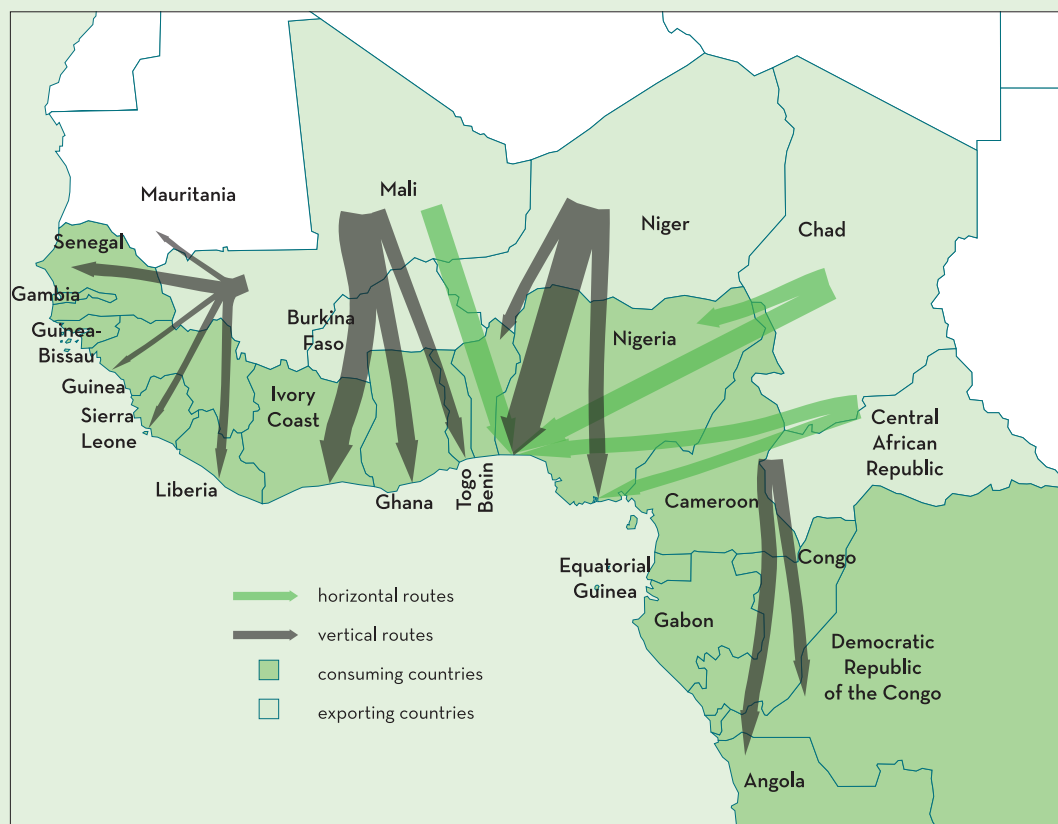 Mauritania
Mali
Niger
Chad
Senegal
Gambia
Guinea-
Bissau
Guinea
Sierra
Leone
Liberia
Burkina
Faso
Ivory
Coast
Ghana
Togo
Benin
Nigeria
Central
African
Republic
Cameroon
Equatorial
Guinea
Congo
Gabon
Democratic
Republic
of the Congo
Angola
horizontal routes
vertical routes
consuming countries
exporting countries